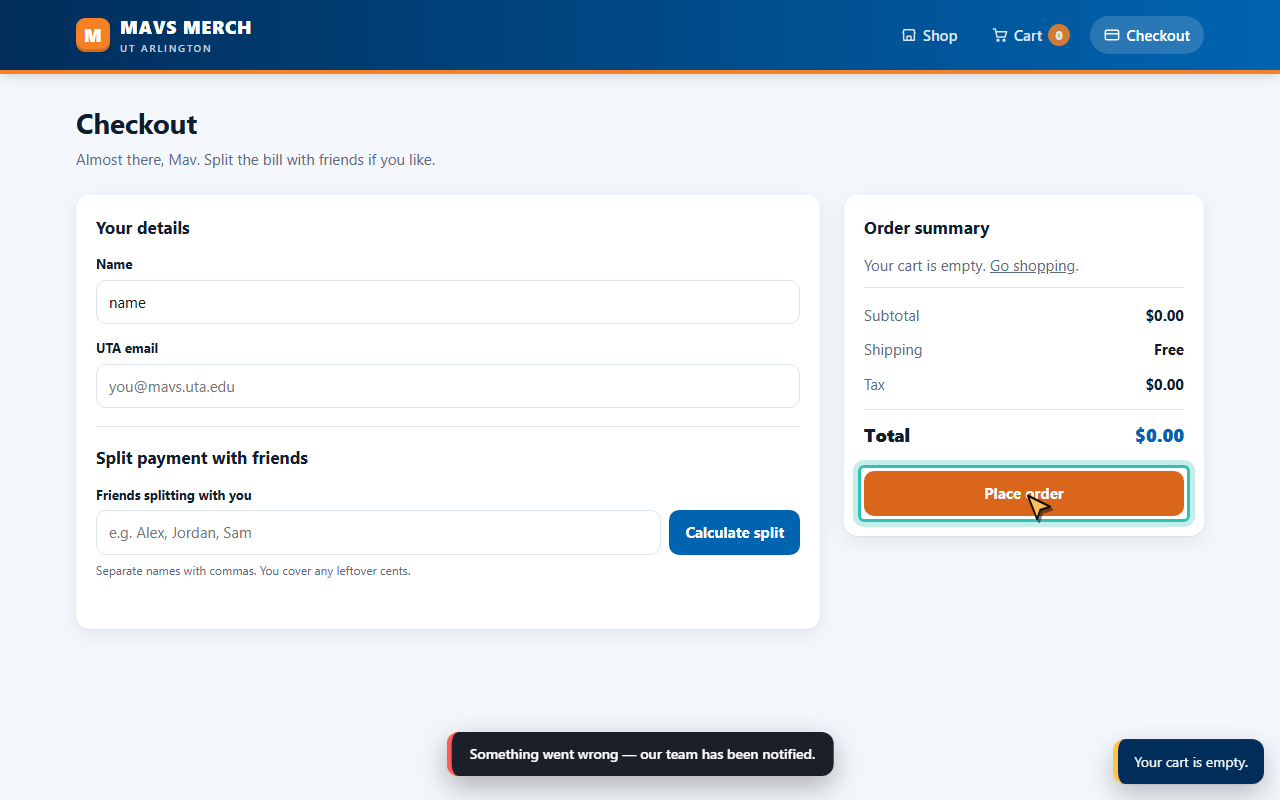 M
MAVS MERCH
UT ARLINGTON
Shop
Cart 0
Checkout
Checkout
Almost there, Mav. Split the bill with friends if you like.
Your details
Name
name
UTA email
you@mavs.uta.edu
Split payment with friends
Friends splitting with you
e.g. Alex, Jordan, Sam
Calculate split
Separate names with commas. You cover any leftover cents.
Order summary
Your cart is empty. Go shopping.
Subtotal $0.00
Shipping Free
Tax $0.00
Total $0.00
Place order
Something went wrong — our team has been notified.
Your cart is empty.